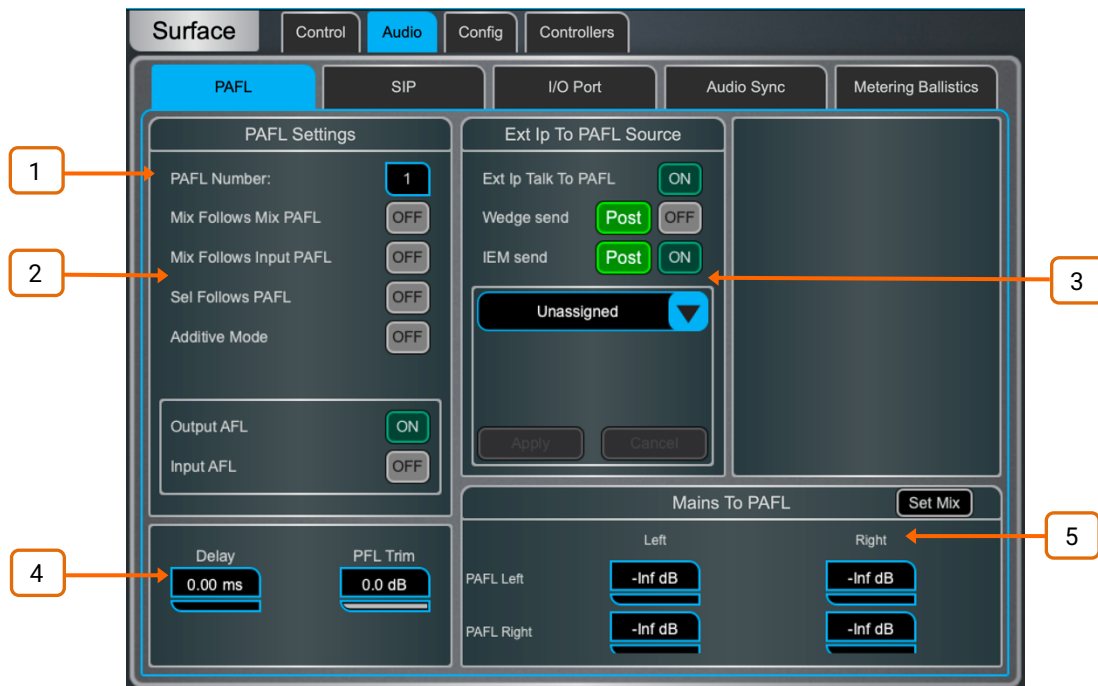 Surface
Control
Audio
Config
Controllers
PAFL
SIP
I/O Port
Audio Sync
Metering Ballistics
PAFL Settings
1
PAFL Number: 1
Mix Follows Mix PAFL OFF
2
Mix Follows Input PAFL OFF
Sel Follows PAFL OFF
Additive Mode OFF
Output AFL ON
Input AFL OFF
Ext Ip To PAFL Source
Ext Ip Talk To PAFL ON
Wedge send Post OFF
IEM send Post ON
3
Unassigned
Apply Cancel
4
Delay PFL Trim
0.00 ms 0.0 dB
Mains To PAFL Set Mix
5
Left Right
PAFL Left -Inf dB -Inf dB
PAFL Right -Inf dB -Inf dB